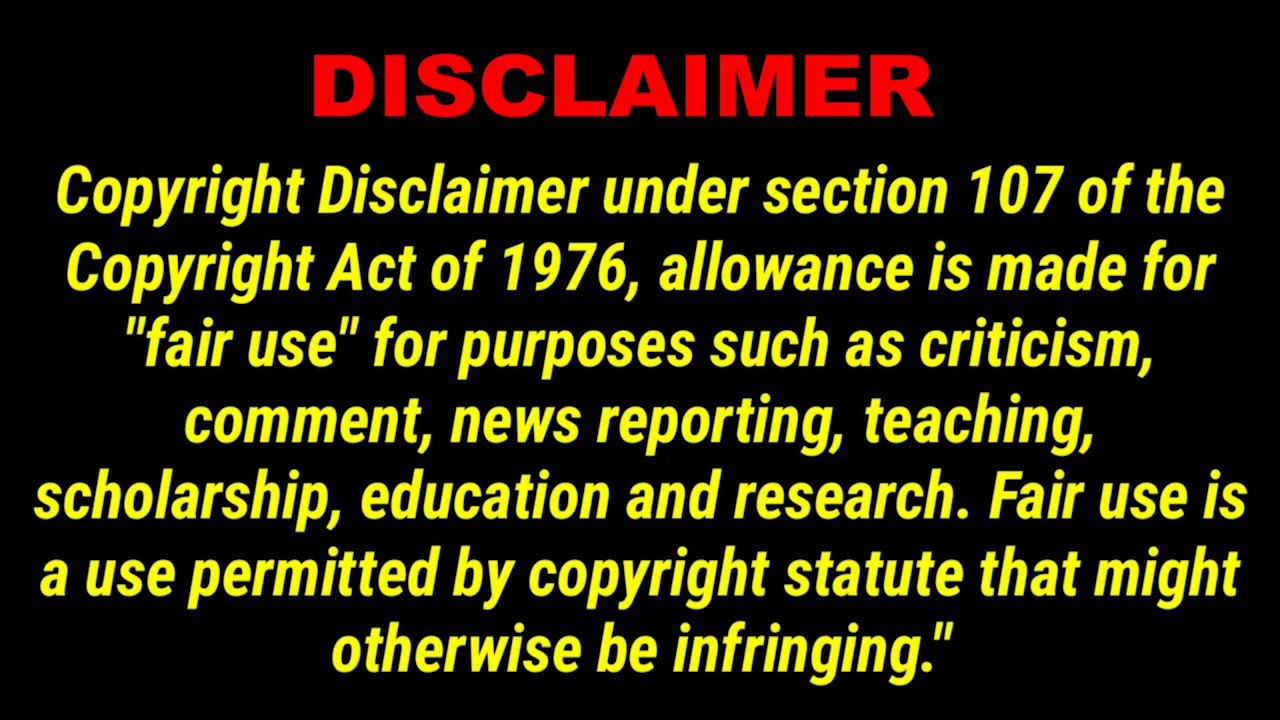 DISCLAIMER
Copyright Disclaimer under section 107 of the
Copyright Act of 1976, allowance is made for
"fair use" for purposes such as criticism,
comment, news reporting, teaching,
scholarship, education and research. Fair use is
a use permitted by copyright statute that might
otherwise be infringing."